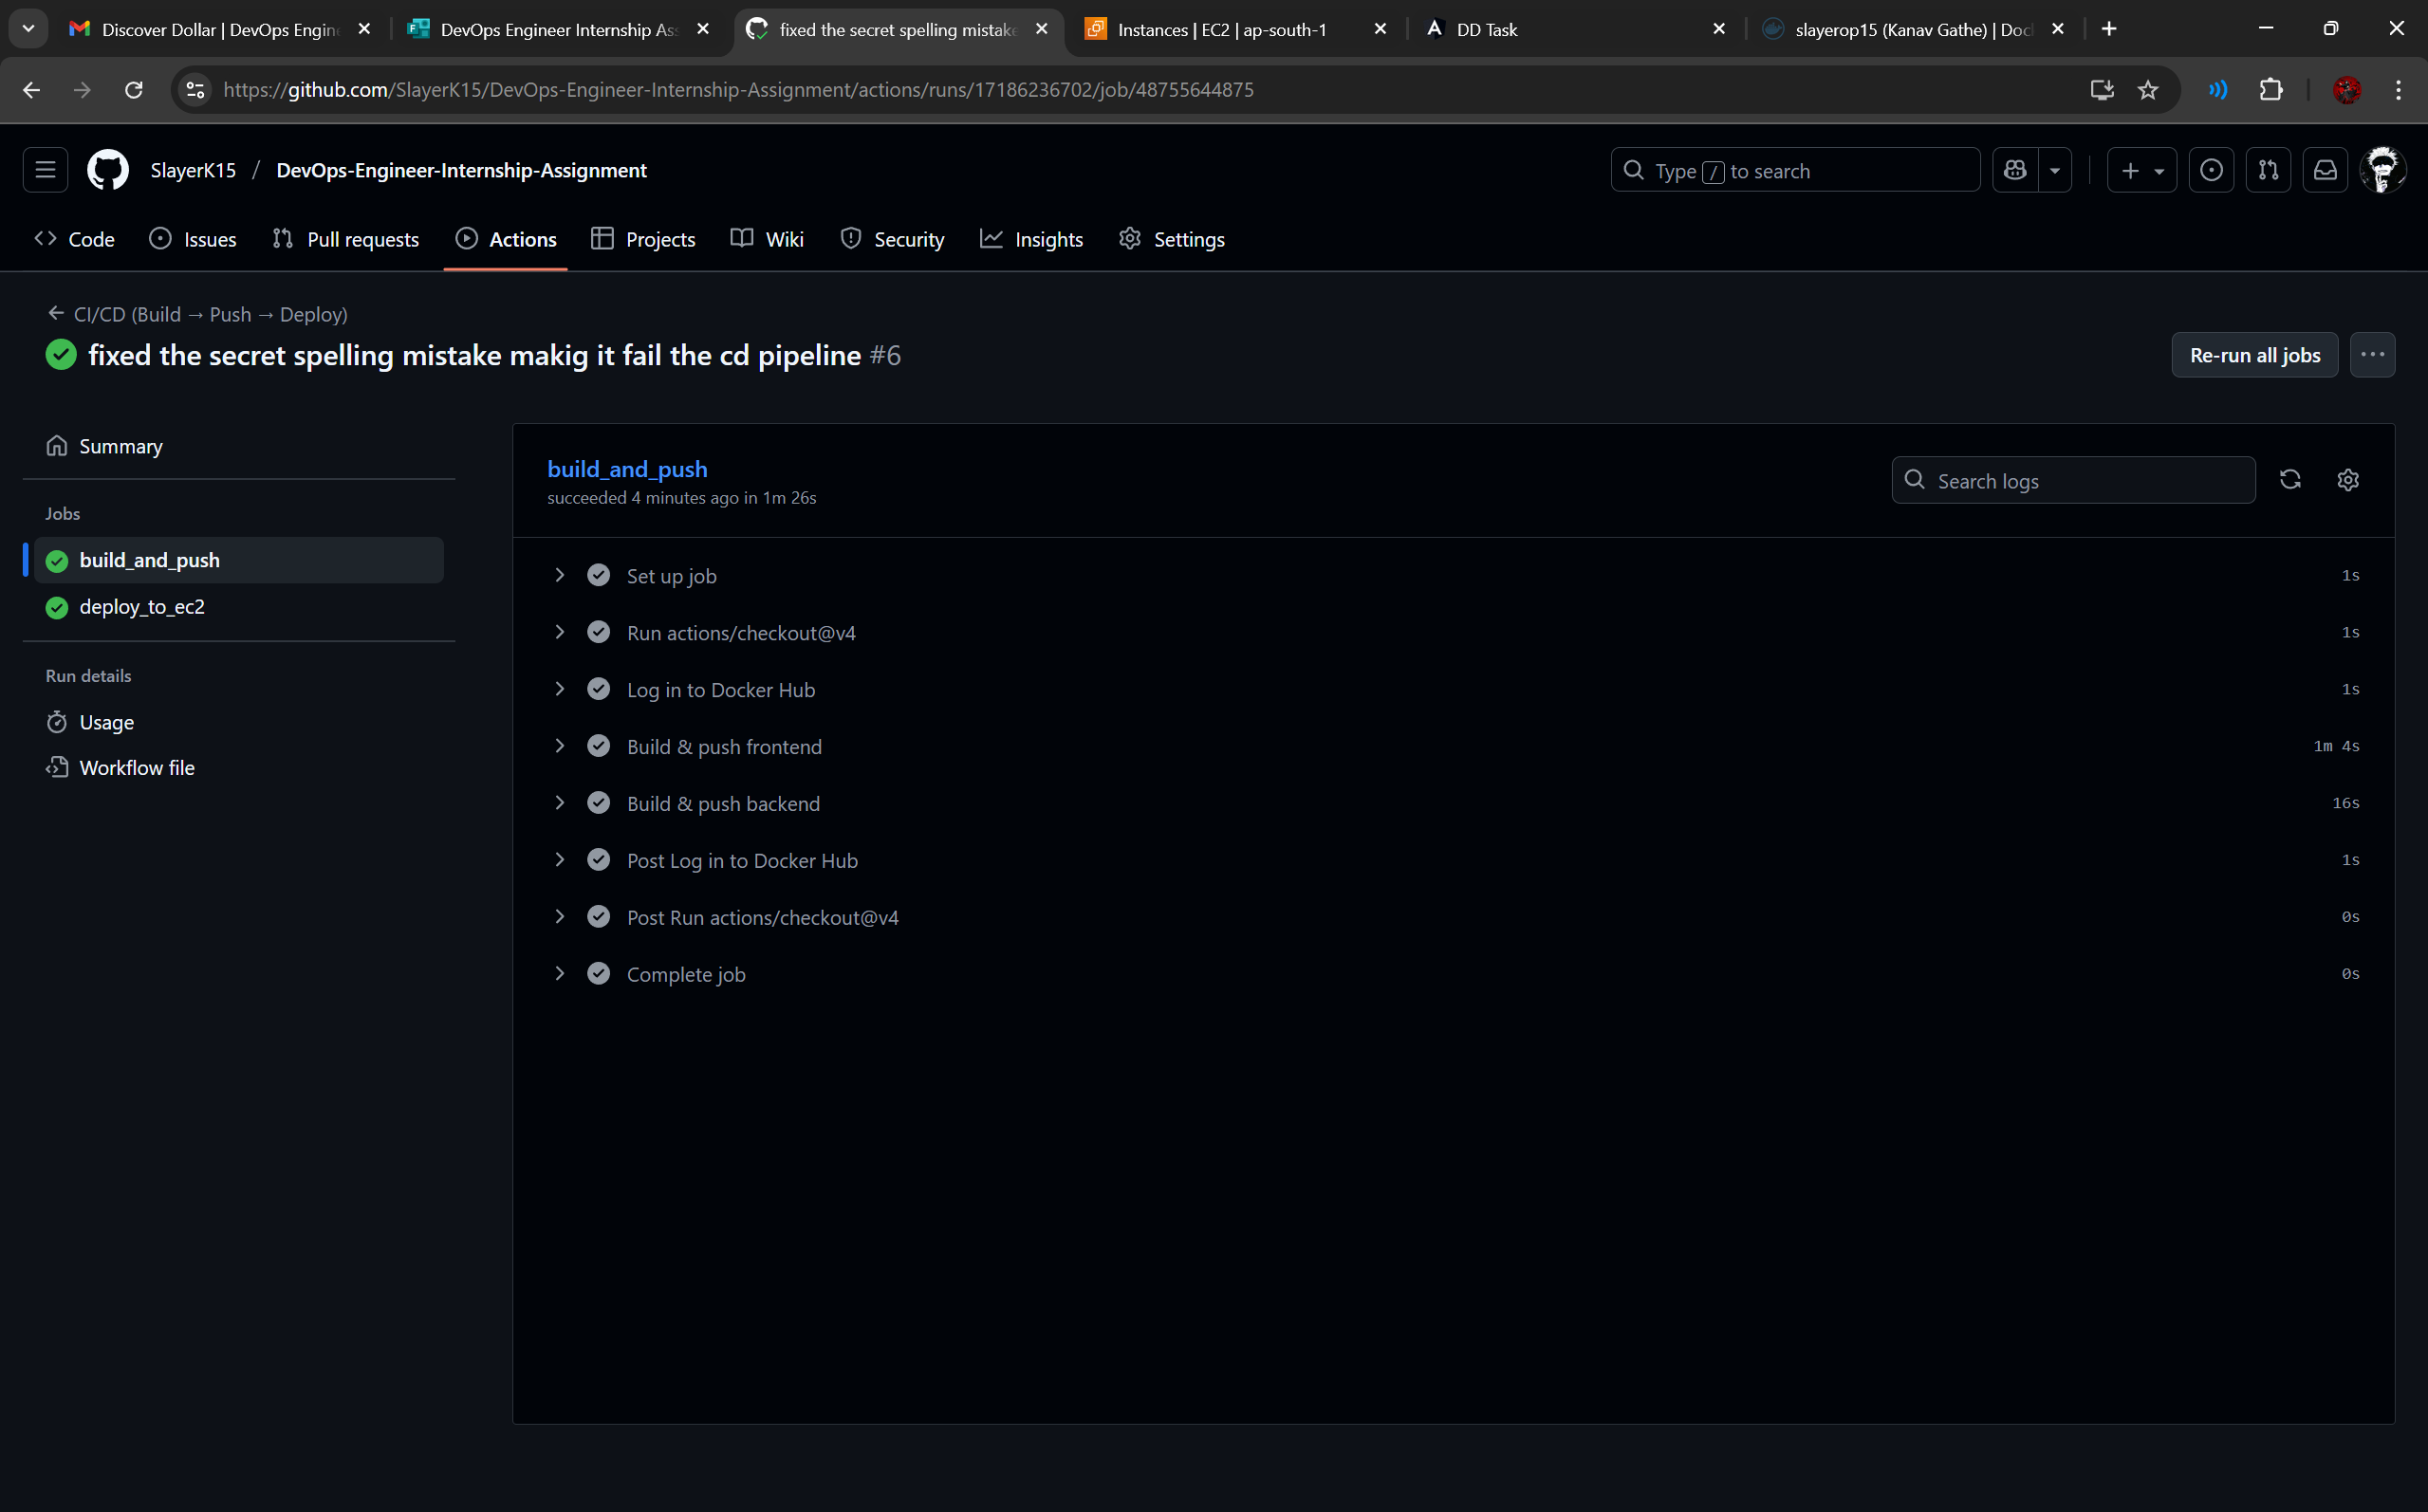 Discover Dollar | DevOps Engin
DevOps Engineer Internship As
fixed the secret spelling mistak
Instances | EC2 | ap-south-1
DD Task
slayerop15 (Kanav Gathe) | Doc
https://github.com/SlayerK15/DevOps-Engineer-Internship-Assignment/actions/runs/17186236702/job/48755644875
SlayerK15 / DevOps-Engineer-Internship-Assignment
Type / to search
Code
Issues
Pull requests
Actions
Projects
Wiki
Security
Insights
Settings
CI/CD (Build → Push → Deploy)
fixed the secret spelling mistake makig it fail the cd pipeline #6
Re-run all jobs
Summary
Jobs
build_and_push
deploy_to_ec2
Run details
Usage
Workflow file
build_and_push
succeeded 4 minutes ago in 1m 26s
Search logs
Set up job 1s
Run actions/checkout@v4 1s
Log in to Docker Hub 1s
Build & push frontend 1m 4s
Build & push backend 16s
Post Log in to Docker Hub 1s
Post Run actions/checkout@v4 0s
Complete job 0s